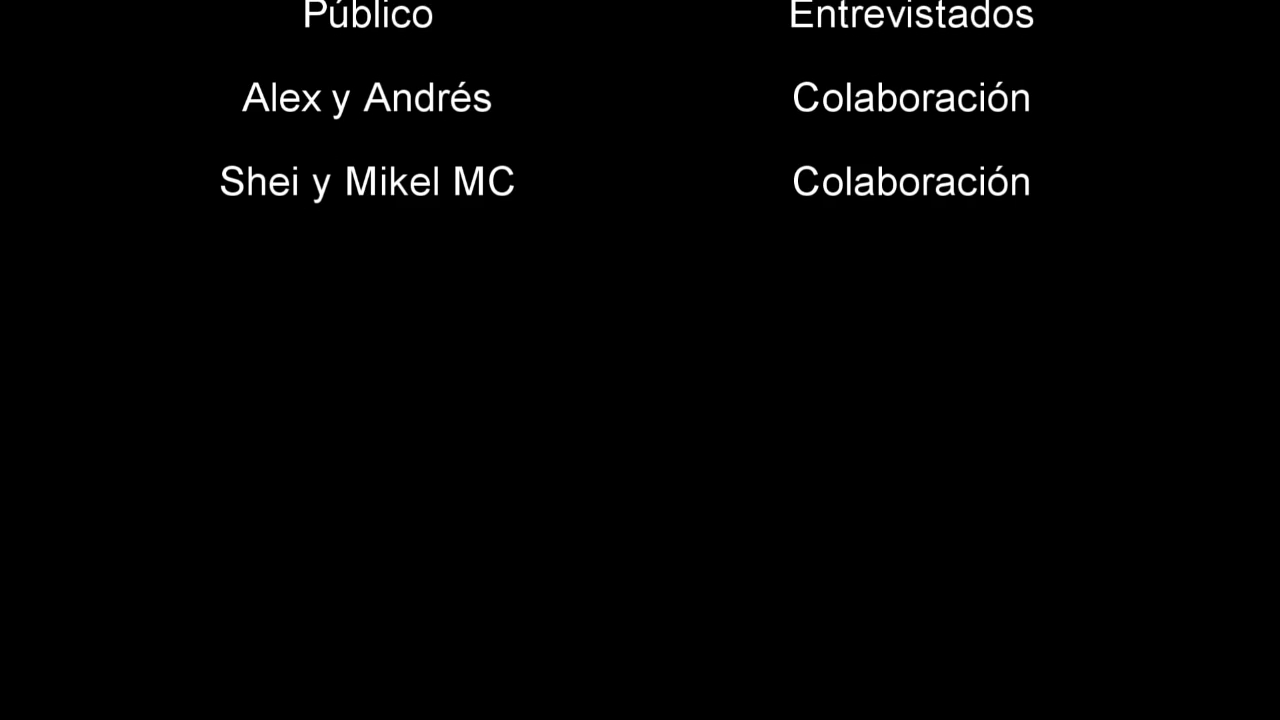 Público Entrevistados
Alex y Andrés Colaboración
Shei y Mikel MC Colaboración